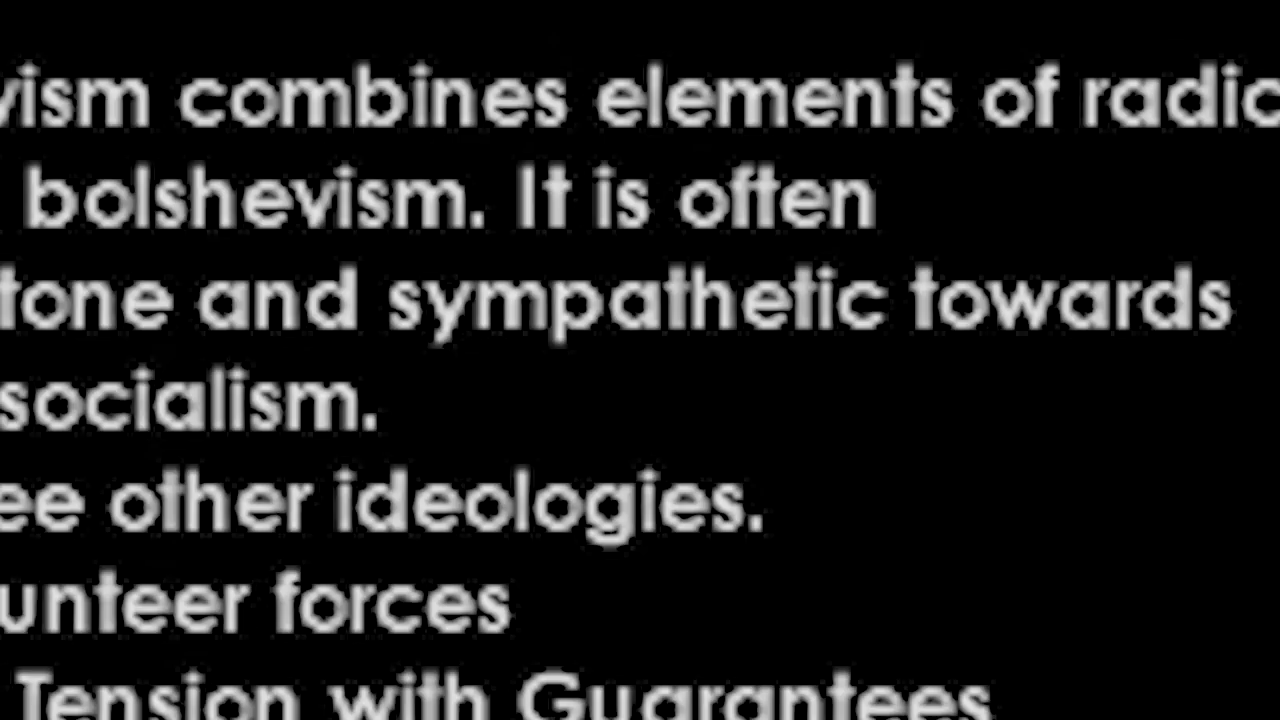 vism combines elements of radic
bolshevism. It is often
tone and sympathetic towards
socialism.
ee other ideologies.
unteer forces
Tension with Guarantees